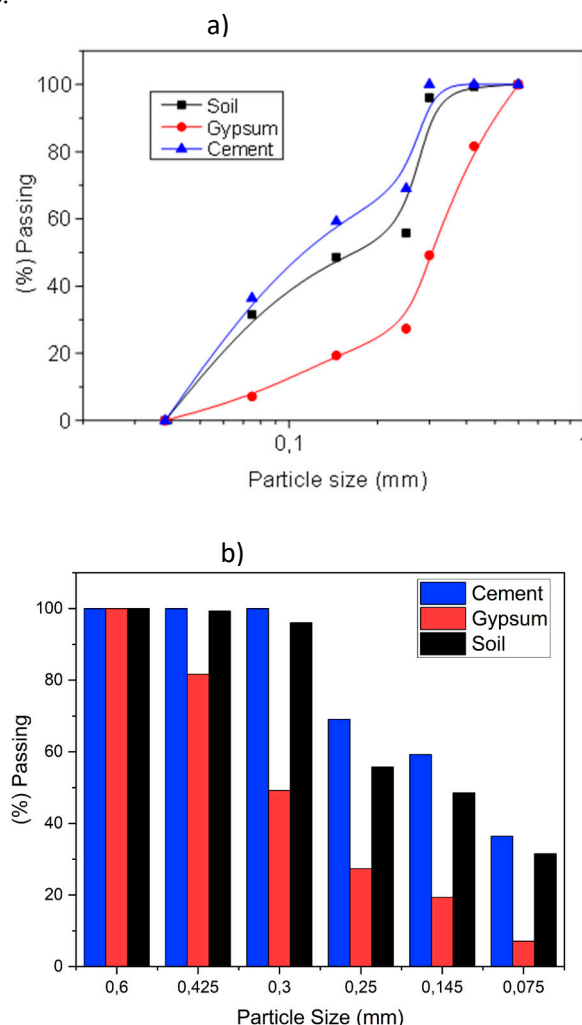 a)
100
80
60
40
20
0
(%) Passing
Soil
Gypsum
Cement
0,1
Particle size (mm)
b)
100
80
60
40
20
0
(%) Passing
Cement
Gypsum
Soil
0,6 0,425 0,3 0,25 0,145 0,075
Particle Size (mm)